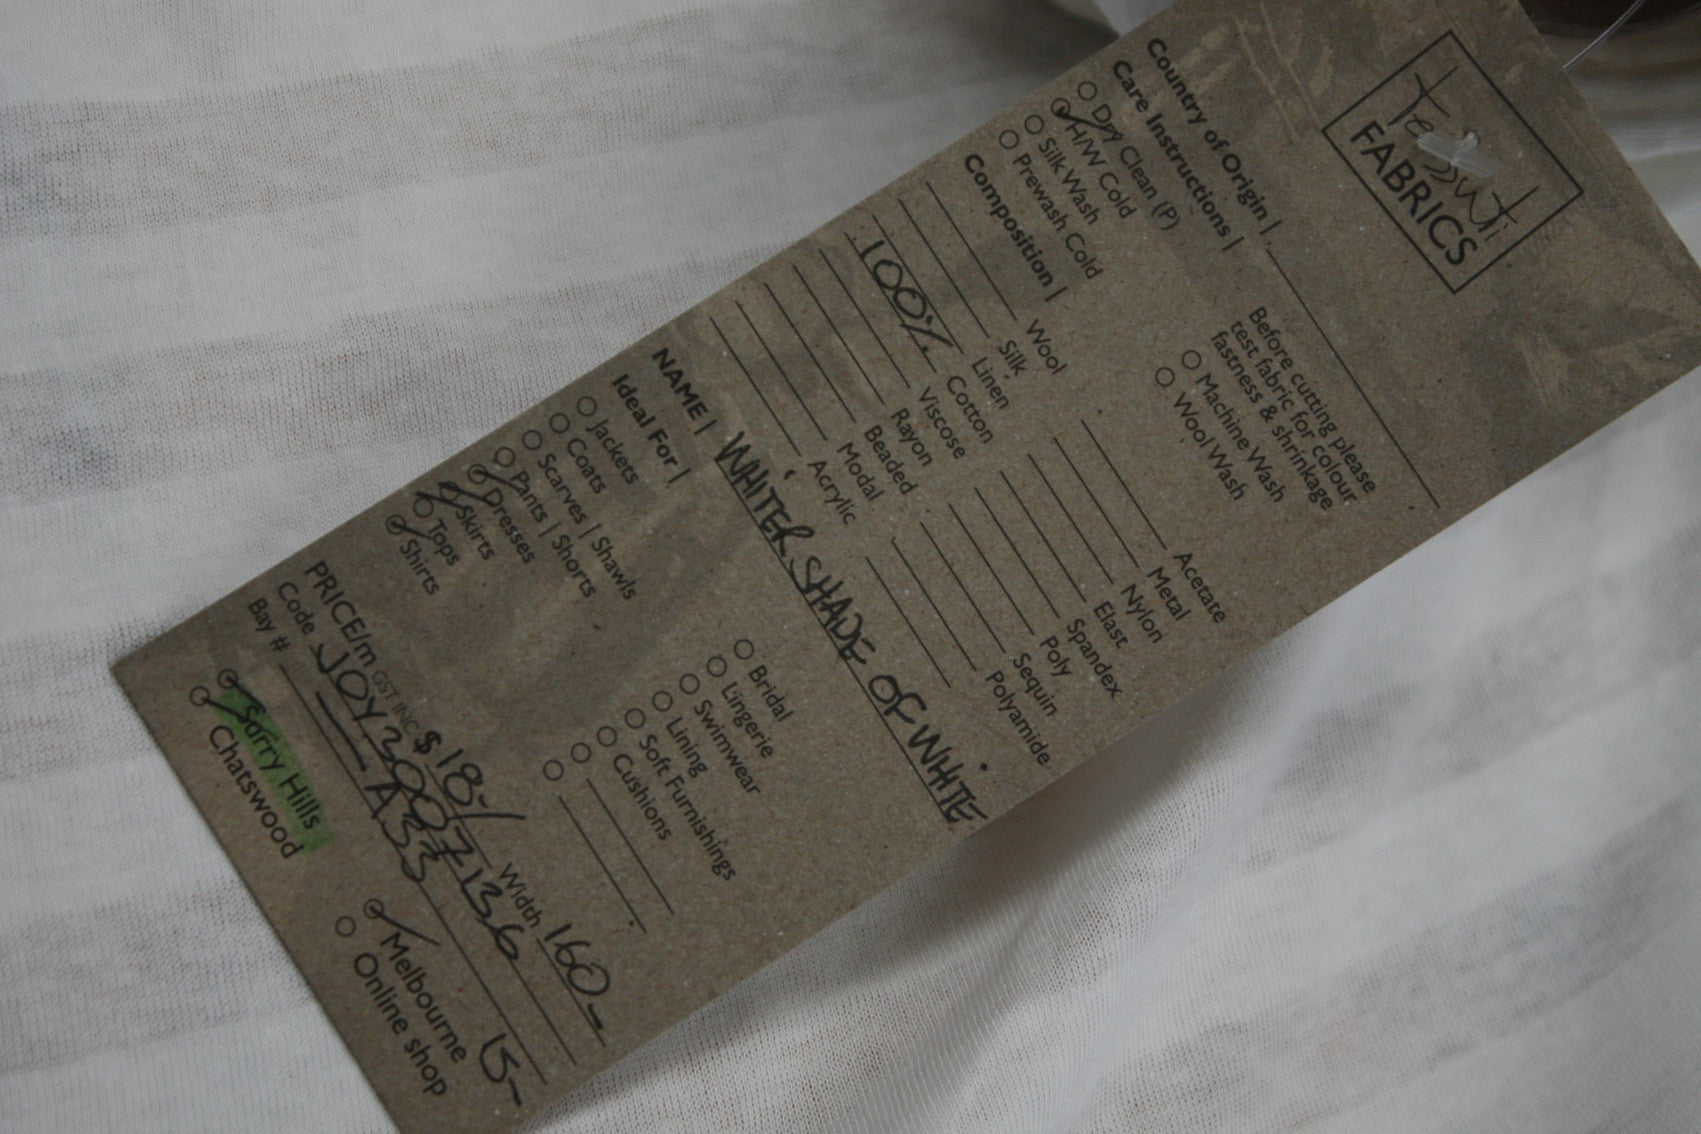 Tessuti
FABRICS
Country of Origin |
Care Instructions |
Before cutting please
test fabric for colour
fastness & shrinkage
Dry Clean (P)
H/W Cold
Silk Wash
Prewash Cold
Machine Wash
Wool Wash
Composition |
Wool
Silk
Linen
100% Cotton
Viscose
Rayon
Beaded
Modal
Acrylic
Acetate
Metal
Nylon
Elast
Spandex
Poly
Sequin
Polyamide
NAME | WHITER SHADE OF WHITE
Ideal For |
Jackets
Coats
Scarves | Shawls
Pants | Shorts
Dresses
Skirts
Tops
Shirts
Bridal
Lingerie
Swimwear
Lining
Soft Furnishings
Cushions
PRICE/m GST INC $18-/ Width 160-
Code JOY3007136
Bay # A33 15-
Surry Hills
Chatswood
Melbourne
Online shop